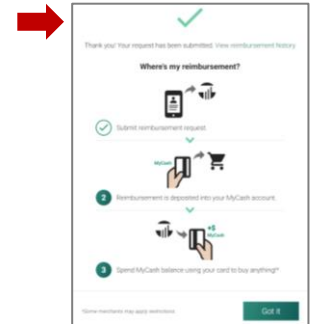 Thank you! Your request has been submitted. View reimbursement history.
Where's my reimbursement?
Submit reimbursement request.
MyCash
2 Reimbursement is deposited into your MyCash account.
+$
MyCash
3 Spend MyCash balance using your card to buy anything!*
*Some merchants may apply restrictions.
Got it